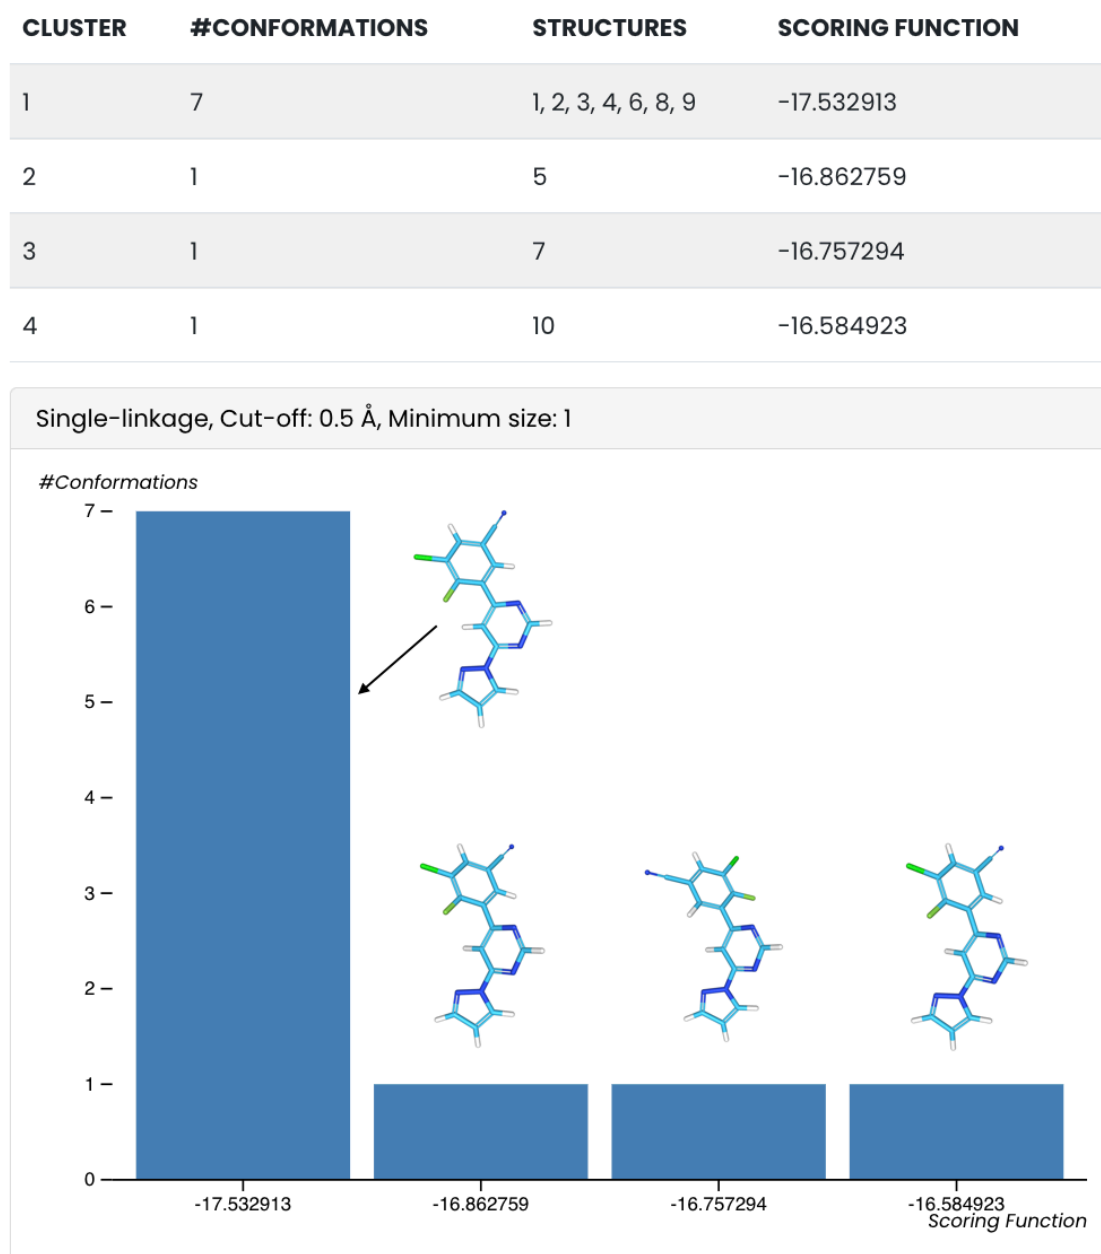 CLUSTER #CONFORMATIONS STRUCTURES SCORING FUNCTION
1 7 1, 2, 3, 4, 6, 8, 9 -17.532913
2 1 5 -16.862759
3 1 7 -16.757294
4 1 10 -16.584923
Single-linkage, Cut-off: 0.5 Å, Minimum size: 1
#Conformations
7
6
5
4
3
2
1
0
-17.532913 -16.862759 -16.757294 -16.584923
Scoring Function